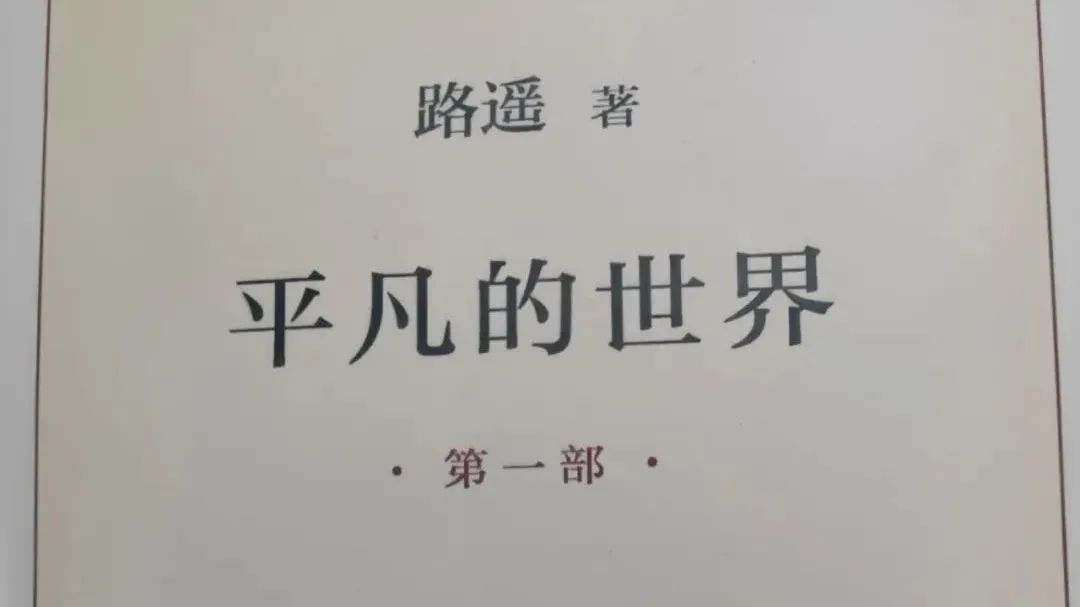 路遥 著
平凡的世界
· 第一部 ·